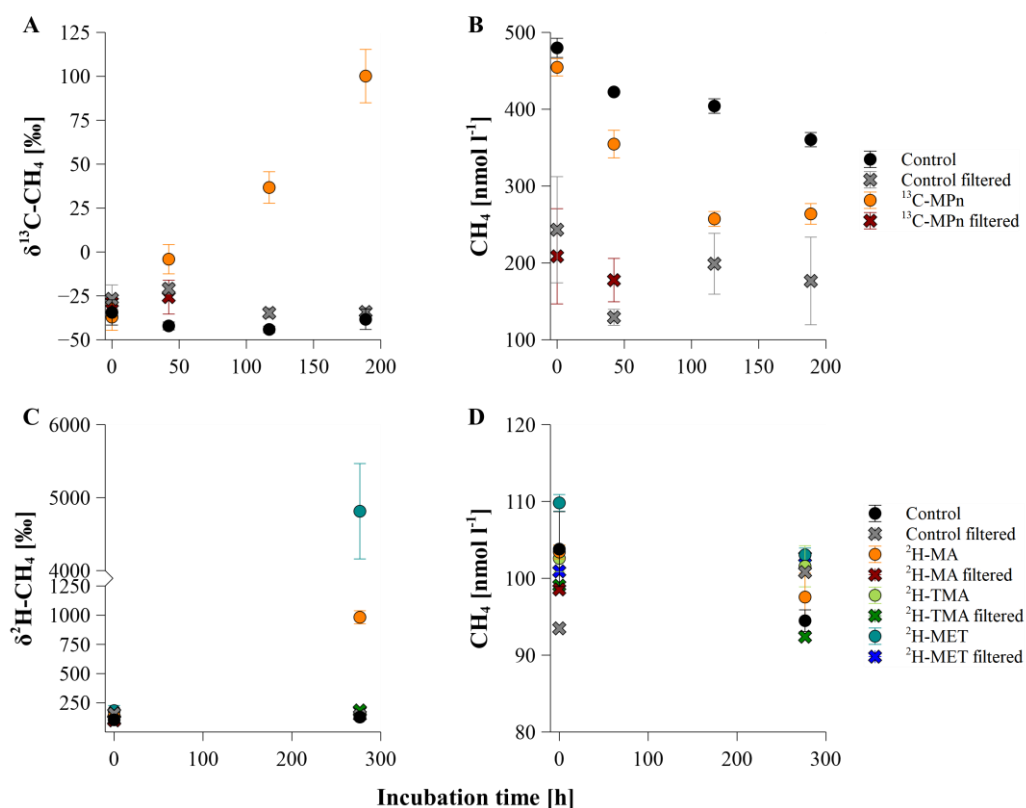 A
B
125
100
75
50
25
0
−25
−50
δ¹³C-CH₄ [‰]
0
50
100
150
200
500
400
300
200
100
CH₄ [nmol l⁻¹]
0
50
100
150
200
Control
Control filtered
¹³C-MPn
¹³C-MPn filtered
C
D
6000
5000
4000
1250
1000
750
500
250
δ²H-CH₄ [‰]
0
100
200
300
120
110
100
90
80
CH₄ [nmol l⁻¹]
0
100
200
300
Control
Control filtered
²H-MA
²H-MA filtered
²H-TMA
²H-TMA filtered
²H-MET
²H-MET filtered
Incubation time [h]